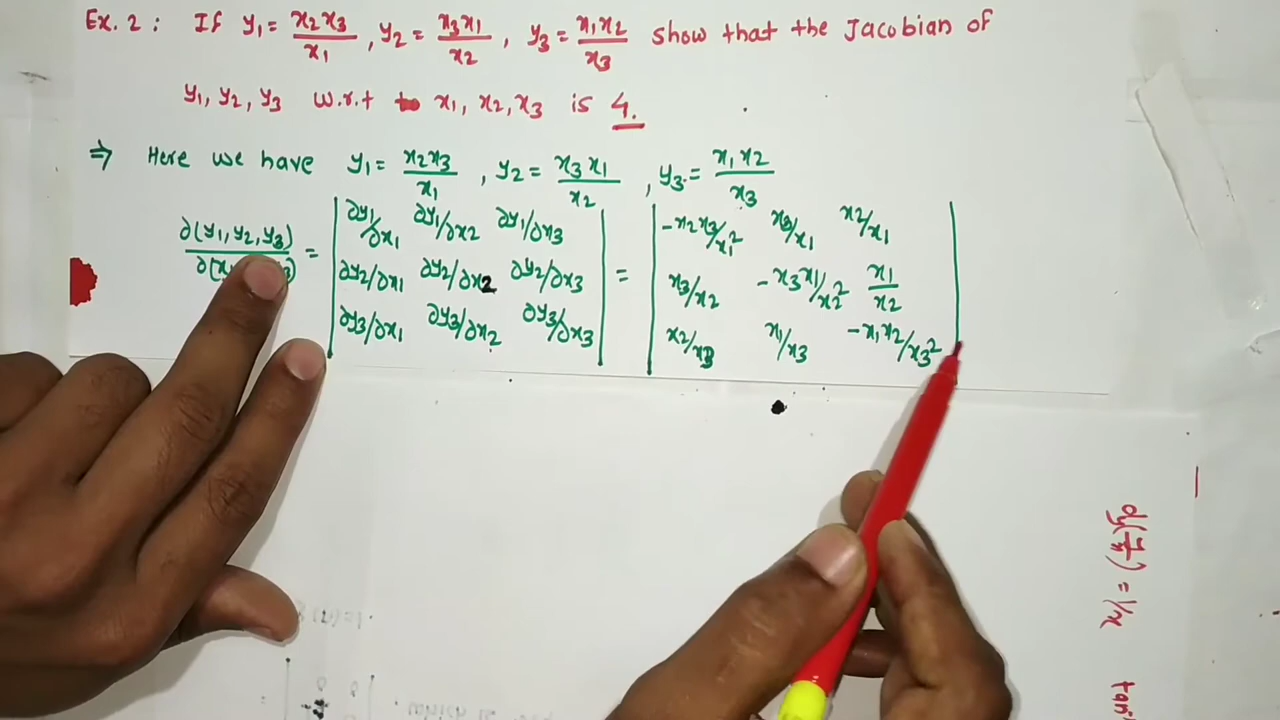 Ex. 2 : If y₁ = x₂x₃/x₁ , y₂ = x₃x₁/x₂ , y₃ = x₁x₂/x₃ show that the Jacobian of
y₁, y₂, y₃ w.r.t to x₁, x₂, x₃ is 4.
⇒ Here we have y₁ = x₂x₃/x₁ , y₂ = x₃x₁/x₂ , y₃ = x₁x₂/x₃
∂(y₁, y₂, y₃)/∂( = | ∂y₁/∂x₁ ∂y₁/∂x₂ ∂y₁/∂x₃ | = | -x₂x₃/x₁² x₃/x₁ x₂/x₁ |
| ∂y₂/∂x₁ ∂y₂/∂x₂ ∂y₂/∂x₃ | | x₃/x₂ -x₃x₁/x₂² x₁/x₂ |
| ∂y₃/∂x₁ ∂y₃/∂x₂ ∂y₃/∂x₃ | | x₂/x₃ x₁/x₃ -x₁x₂/x₃² |